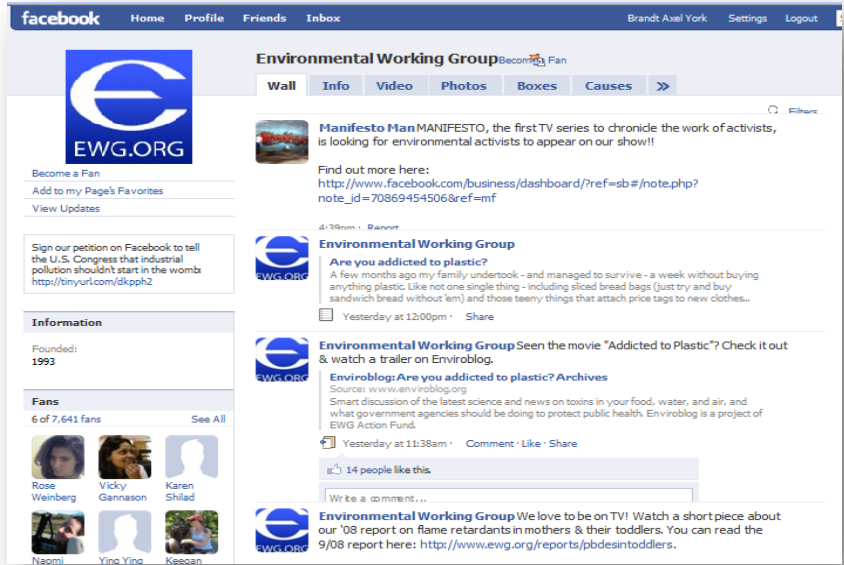 facebook Home Profile Friends Inbox Brandt Axel York Settings Logout
EWG.ORG
Become a Fan
Add to my Page's Favorites
View Updates
Sign our petition on Facebook to tell
the U.S. Congress that industrial
pollution shouldn't start in the womb:
http://tinyurl.com/dkpph2
Information
Founded:
1993
Fans
6 of 7,641 fans See All
Rose
Weinberg
Vicky
Gannason
Karen
Shilad
Naomi
Ying Ying
Keegan
Environmental Working Group Become a Fan
Wall Info Video Photos Boxes Causes >>
Filters
Manifesto Man MANIFESTO, the first TV series to chronicle the work of activists,
is looking for environmental activists to appear on our show!!
Find out more here:
http://www.facebook.com/business/dashboard/?ref=sb#/note.php?
note_id=70869454506&ref=mf
4:39pm · Report
EWG.ORG
Environmental Working Group
Are you addicted to plastic?
A few months ago my family undertook - and managed to survive - a week without buying
anything plastic. Like not one single thing - including sliced bread bags (just try and buy
sandwich bread without 'em) and those teeny things that attach price tags to new clothes...
Yesterday at 12:00pm · Share
EWG.ORG
Environmental Working Group Seen the movie "Addicted to Plastic"? Check it out
& watch a trailer on Enviroblog.
Enviroblog: Are you addicted to plastic? Archives
Source: www.enviroblog.org
Smart discussion of the latest science and news on toxins in your food, water, and air, and
what government agencies should be doing to protect public health. Enviroblog is a project of
EWG Action Fund.
Yesterday at 11:38am · Comment · Like · Share
14 people like this.
Write a comment...
EWG.ORG
Environmental Working Group We love to be on TV! Watch a short piece about
our '08 report on flame retardants in mothers & their toddlers. You can read the
9/08 report here: http://www.ewg.org/reports/pbdesintoddlers.